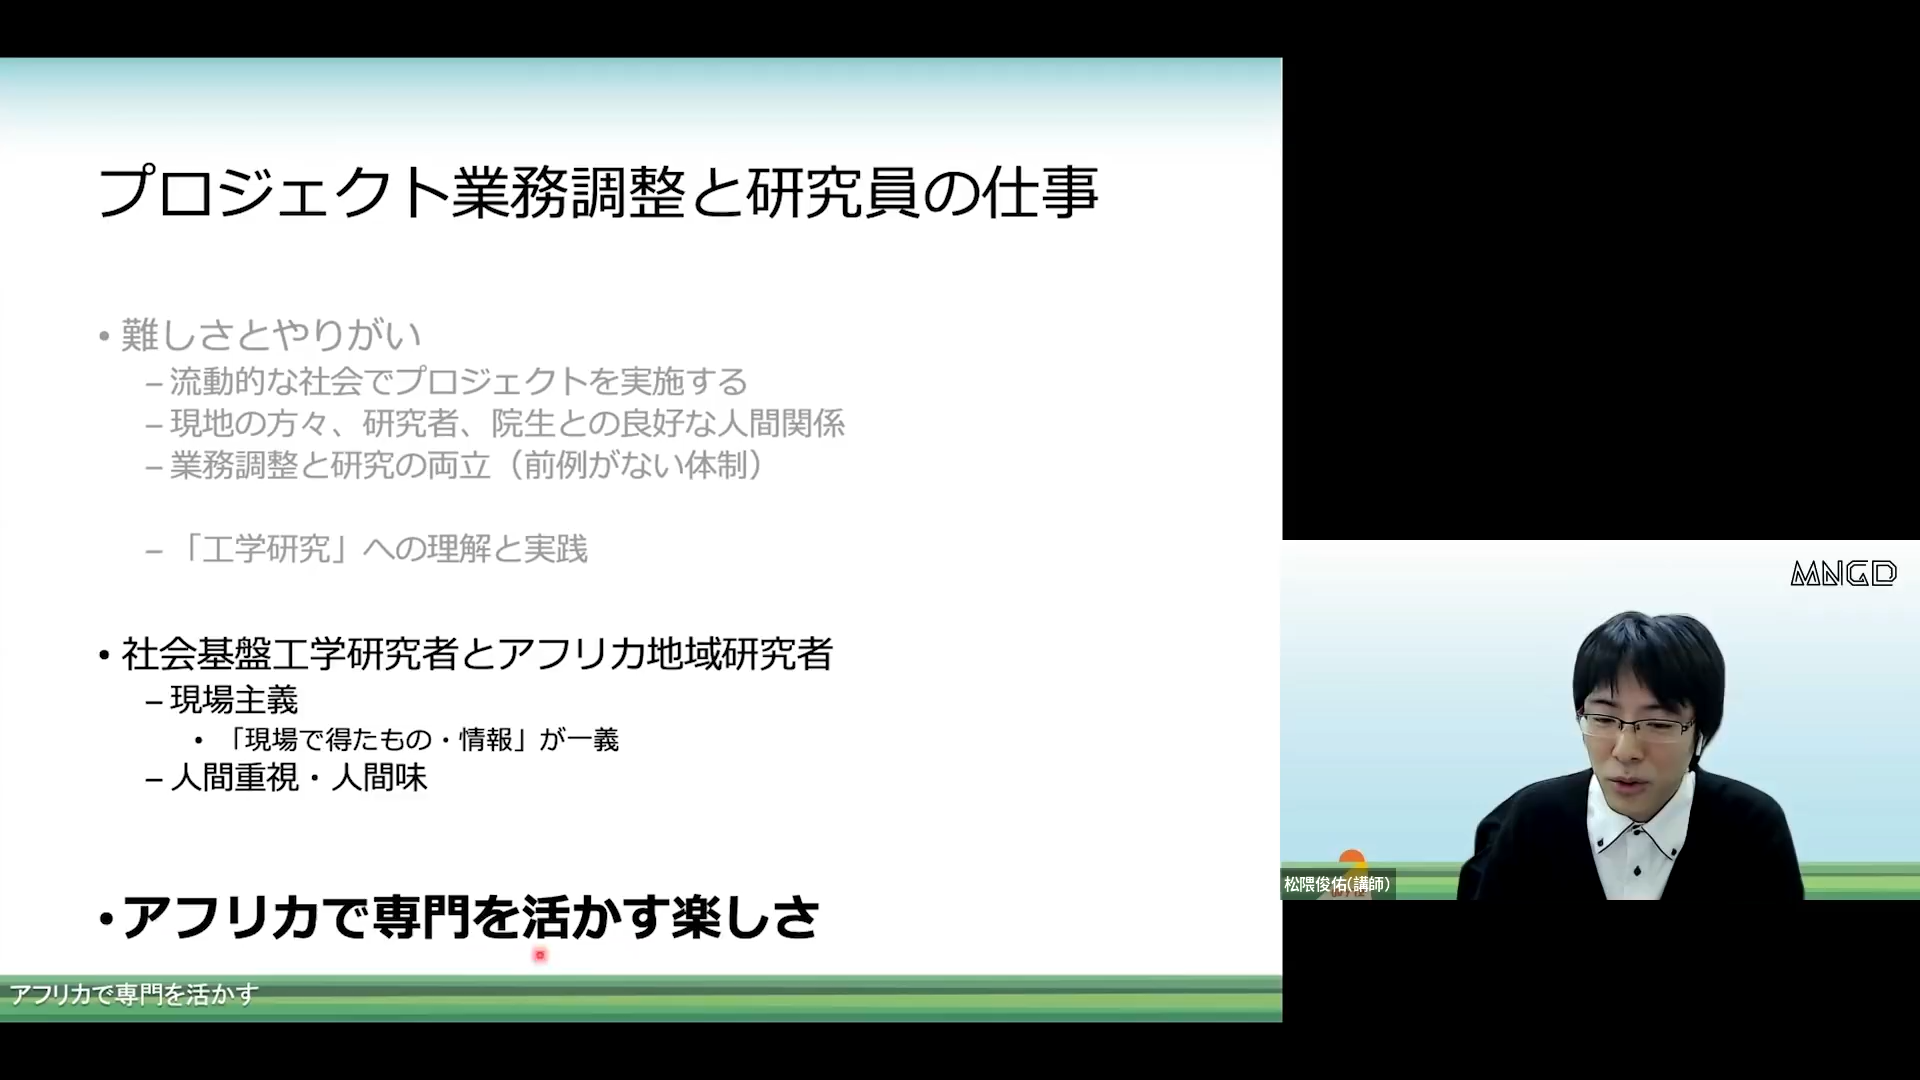 プロジェクト業務調整と研究員の仕事
• 難しさとやりがい
– 流動的な社会でプロジェクトを実施する
– 現地の方々、研究者、院生との良好な人間関係
– 業務調整と研究の両立（前例がない体制）
– 「工学研究」への理解と実践
• 社会基盤工学研究者とアフリカ地域研究者
– 現場主義
• 「現場で得たもの・情報」が一義
– 人間重視・人間味
• アフリカで専門を活かす楽しさ
アフリカで専門を活かす
MNGD
松隈俊佑(講師)